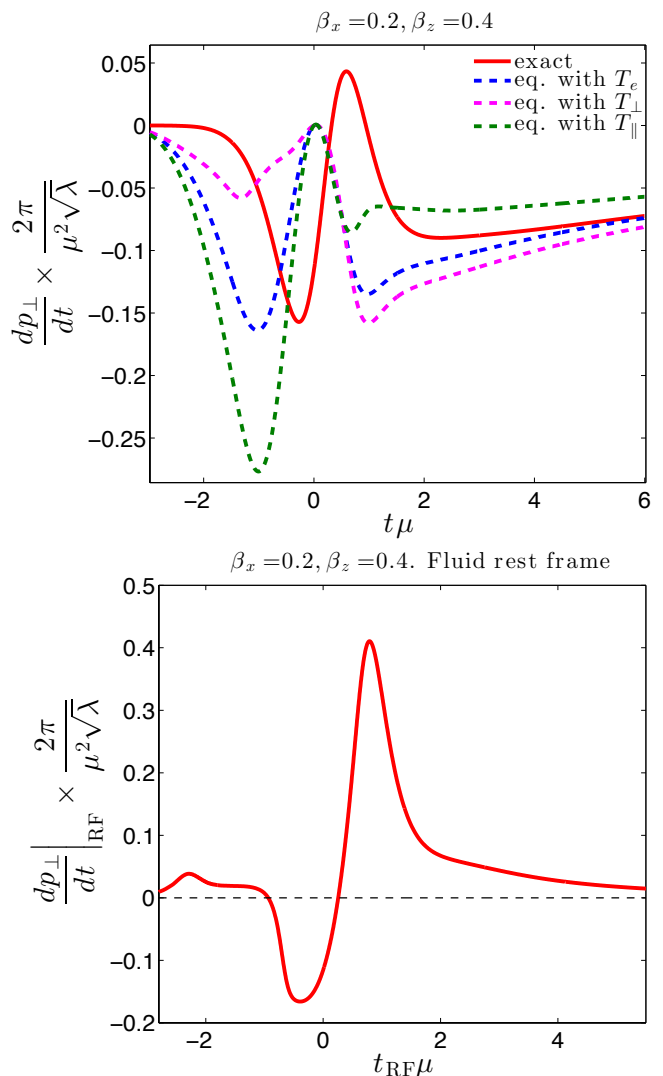 β_x =0.2, β_z =0.4
exact
eq. with T_e
eq. with T_⊥
eq. with T_∥
0.05
0
−0.05
−0.1
−0.15
−0.2
−0.25
dp_⊥/dt × 2π/μ²√λ
−2
0
2
4
6
tμ
β_x =0.2, β_z =0.4. Fluid rest frame
0.5
0.4
0.3
0.2
0.1
0
−0.1
−0.2
dp_⊥/dt|_RF × 2π/μ²√λ
−2
0
2
4
t_RF μ